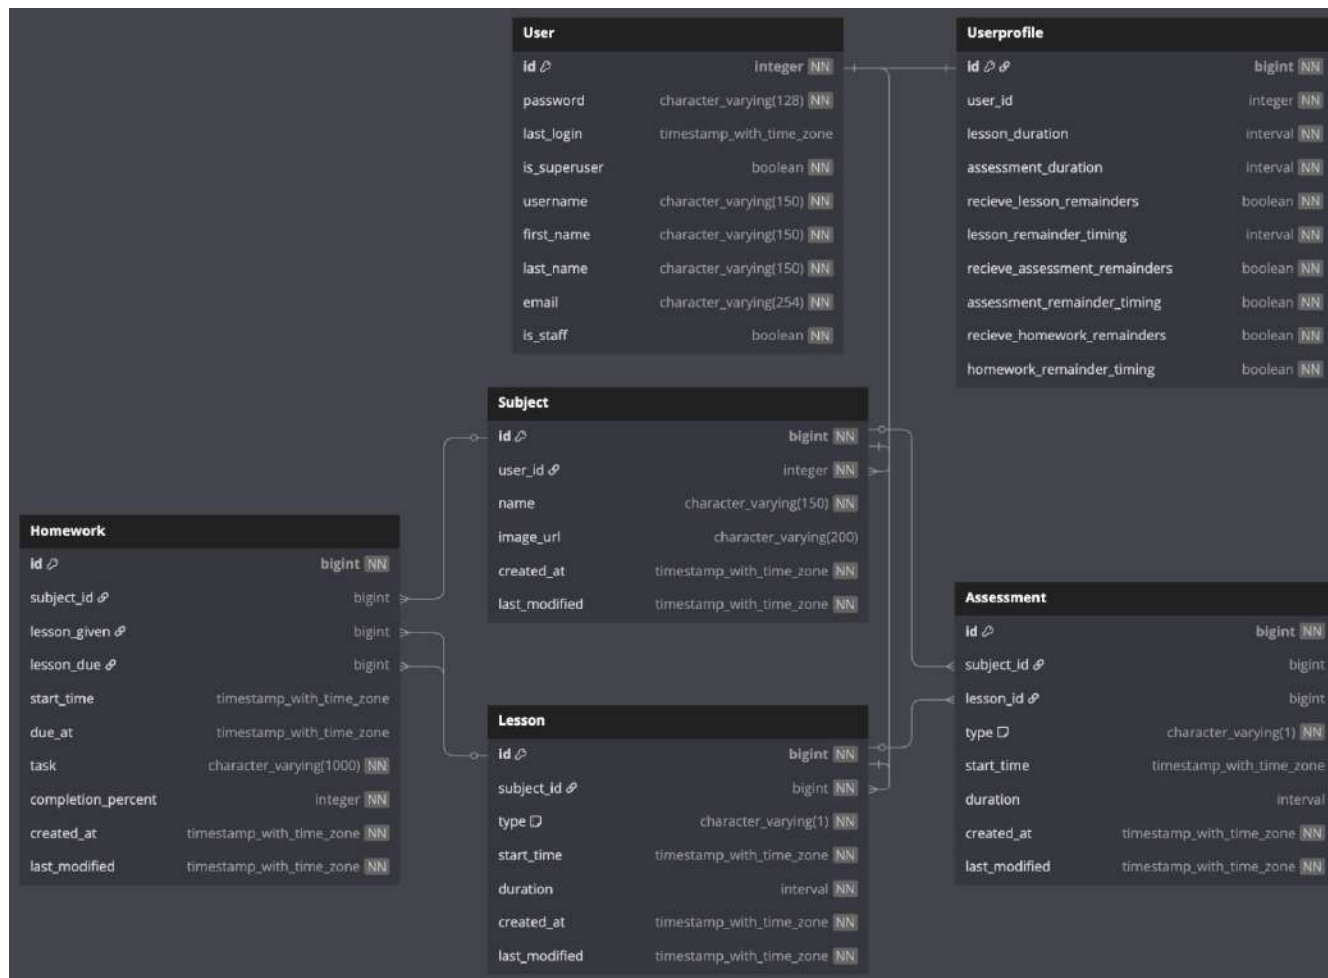 User
id integer NN
password character_varying(128) NN
last_login timestamp_with_time_zone
is_superuser boolean NN
username character_varying(150) NN
first_name character_varying(150) NN
last_name character_varying(150) NN
email character_varying(254) NN
is_staff boolean NN
Userprofile
id bigint NN
user_id integer NN
lesson_duration interval NN
assessment_duration interval NN
recieve_lesson_remainders boolean NN
lesson_remainder_timing interval NN
recieve_assessment_remainders boolean NN
assessment_remainder_timing boolean NN
recieve_homework_remainders boolean NN
homework_remainder_timing boolean NN
Subject
id bigint NN
user_id integer NN
name character_varying(150) NN
image_url character_varying(200)
created_at timestamp_with_time_zone NN
last_modified timestamp_with_time_zone NN
Homework
id bigint NN
subject_id bigint
lesson_given bigint
lesson_due bigint
start_time timestamp_with_time_zone
due_at timestamp_with_time_zone
task character_varying(1000) NN
completion_percent integer NN
created_at timestamp_with_time_zone NN
last_modified timestamp_with_time_zone NN
Lesson
id bigint NN
subject_id bigint NN
type character_varying(1) NN
start_time timestamp_with_time_zone NN
duration interval NN
created_at timestamp_with_time_zone NN
last_modified timestamp_with_time_zone NN
Assessment
id bigint NN
subject_id bigint
lesson_id bigint
type character_varying(1) NN
start_time timestamp_with_time_zone
duration interval
created_at timestamp_with_time_zone NN
last_modified timestamp_with_time_zone NN